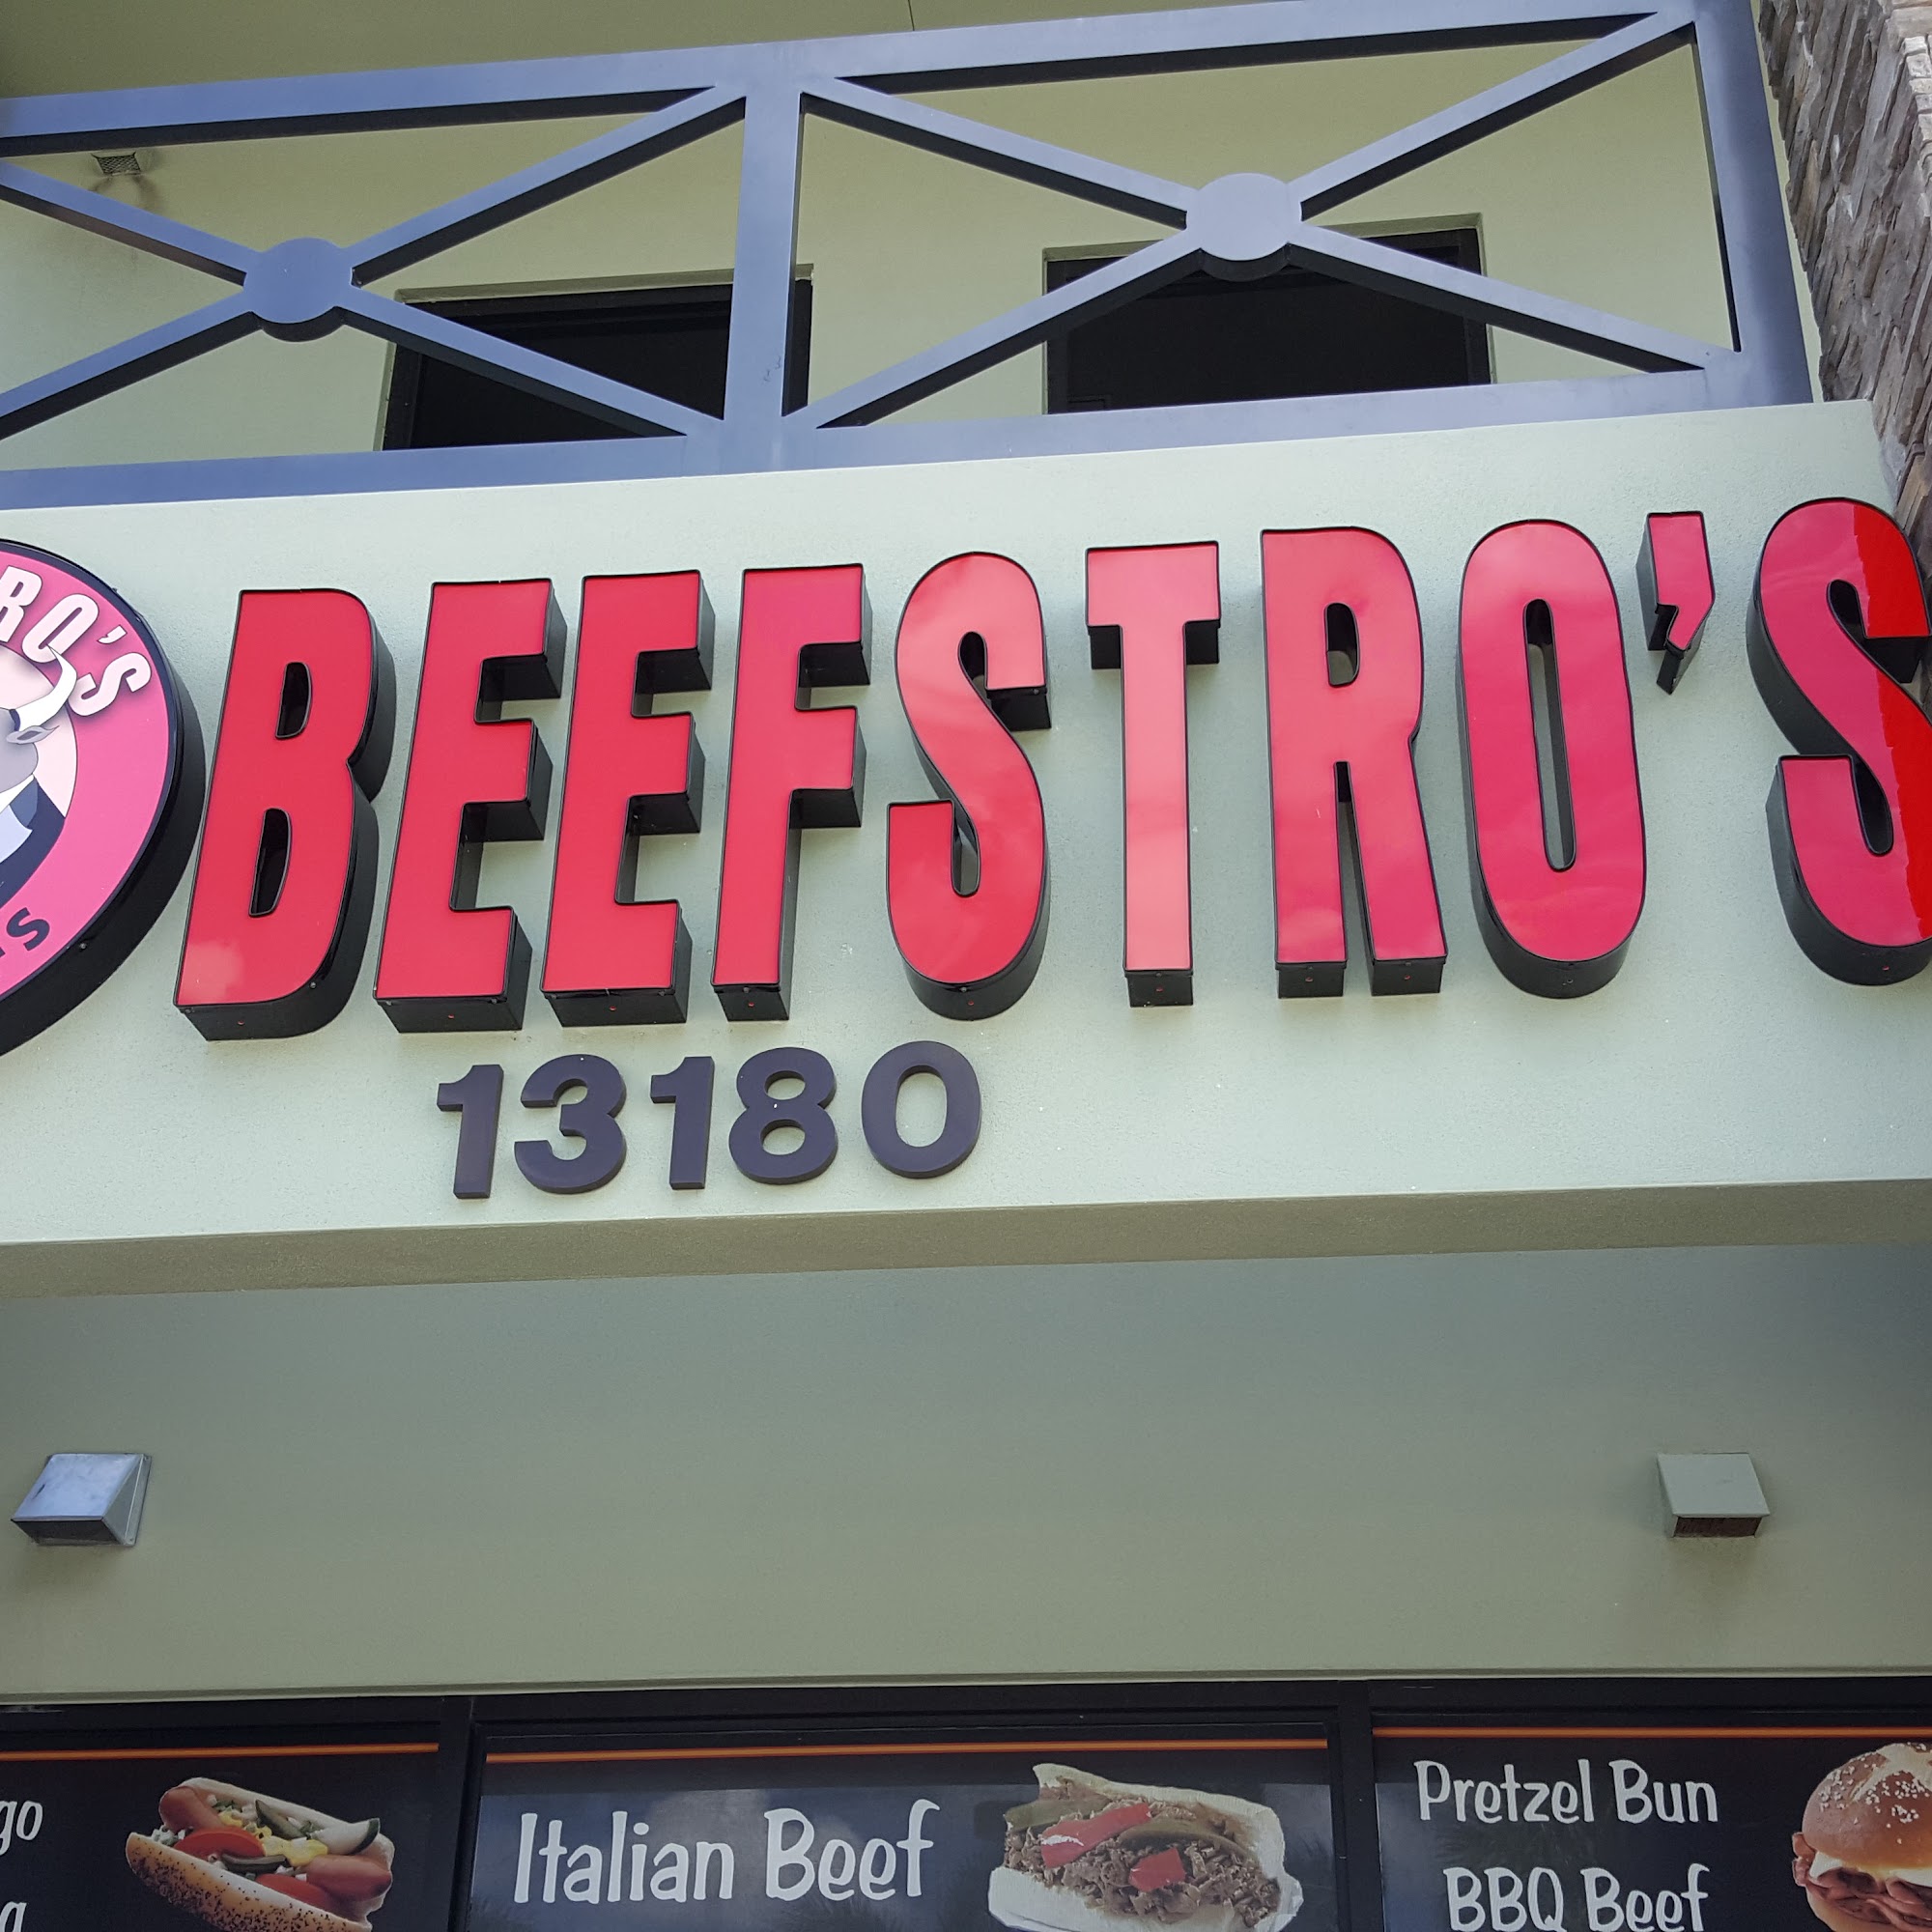 BEEFSTRO'S
13180
Italian Beef
Pretzel Bun
BBQ Beef